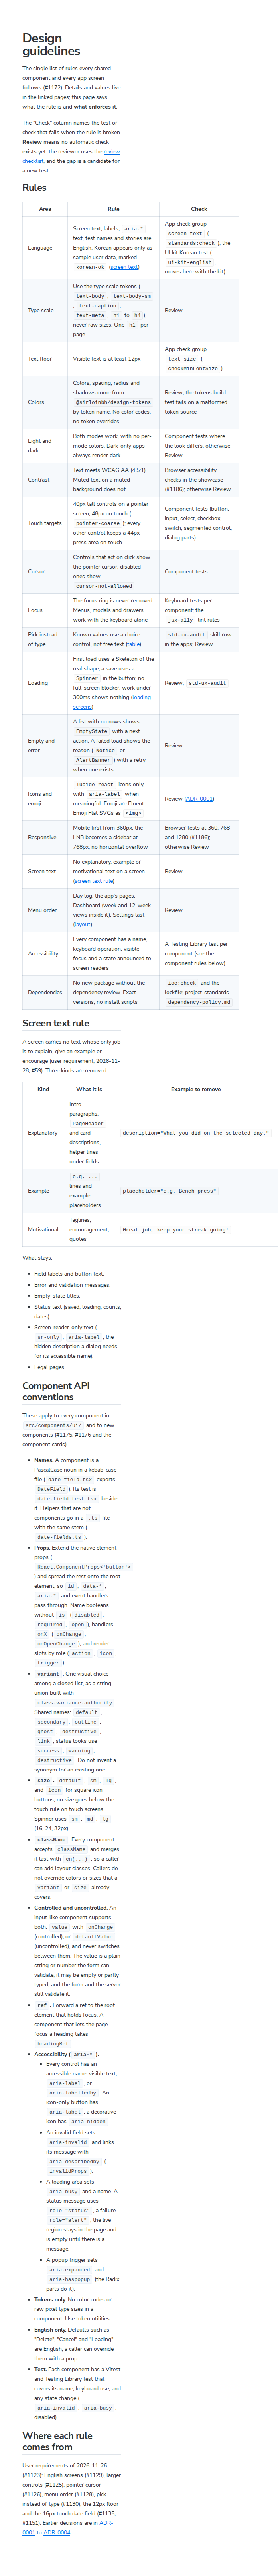 Design
guidelines
The single list of rules every shared
component and every app screen
follows (#1172). Details and values live
in the linked pages; this page says
what the rule is and what enforces it.
The "Check" column names the test or
check that fails when the rule is broken.
Review means no automatic check
exists yet: the reviewer uses the review
checklist, and the gap is a candidate for
a new test.
Rules
Area Rule Check
Language
Screen text, labels, aria-*
text, test names and stories are
English. Korean appears only as
sample user data, marked
korean-ok (screen text)
App check group
screen text (
standards:check ); the
UI kit Korean test (
ui-kit-english ,
moves here with the kit)
Type scale
Use the type scale tokens (
text-body , text-body-sm
, text-caption ,
text-meta , h1 to h4 ),
never raw sizes. One h1 per
page
Review
Text floor
Visible text is at least 12px
App check group
text size (
checkMinFontSize )
Colors
Colors, spacing, radius and
shadows come from
@sirloinbh/design-tokens
by token name. No color codes,
no token overrides
Review; the tokens build
test fails on a malformed
token source
Light and
dark
Both modes work, with no per-
mode colors. Dark-only apps
always render dark
Component tests where
the look differs; otherwise
Review
Contrast
Text meets WCAG AA (4.5:1).
Muted text on a muted
background does not
Browser accessibility
checks in the showcase
(#1186); otherwise Review
Touch targets
40px tall controls on a pointer
screen, 48px on touch (
pointer-coarse ); every
other control keeps a 44px
press area on touch
Component tests (button,
input, select, checkbox,
switch, segmented control,
dialog parts)
Cursor
Controls that act on click show
the pointer cursor; disabled
ones show
cursor-not-allowed
Component tests
Focus
The focus ring is never removed.
Menus, modals and drawers
work with the keyboard alone
Keyboard tests per
component; the
jsx-a11y lint rules
Pick instead
of type
Known values use a choice
control, not free text (table)
std-ux-audit skill row
in the apps; Review
Loading
First load uses a Skeleton of the
real shape; a save uses a
Spinner in the button; no
full-screen blocker; work under
300ms shows nothing (loading
screens)
Review; std-ux-audit
Empty and
error
A list with no rows shows
EmptyState with a next
action. A failed load shows the
reason ( Notice or
AlertBanner ) with a retry
when one exists
Review
Icons and
emoji
lucide-react icons only,
with aria-label when
meaningful. Emoji are Fluent
Emoji Flat SVGs as <img>
Review (ADR-0001)
Responsive
Mobile first from 360px; the
LNB becomes a sidebar at
768px; no horizontal overflow
Browser tests at 360, 768
and 1280 (#1186);
otherwise Review
Screen text
No explanatory, example or
motivational text on a screen
(screen text rule)
Review
Menu order
Day log, the app's pages,
Dashboard (week and 12-week
views inside it), Settings last
(layout)
Review
Accessibility
Every component has a name,
keyboard operation, visible
focus and a state announced to
screen readers
A Testing Library test per
component (see the
component rules below)
Dependencies
No new package without the
dependency review. Exact
versions, no install scripts
ioc:check and the
lockfile; project-standards
dependency-policy.md
Screen text rule
A screen carries no text whose only job
is to explain, give an example or
encourage (user requirement, 2026-11-
28, #59). Three kinds are removed:
Kind What it is Example to remove
Explanatory
Intro
paragraphs,
PageHeader
and card
descriptions,
helper lines
under fields
description="What you did on the selected day."
Example
e.g. ...
lines and
example
placeholders
placeholder="e.g. Bench press"
Motivational
Taglines,
encouragement,
quotes
Great job, keep your streak going!
What stays:
• Field labels and button text.
• Error and validation messages.
• Empty-state titles.
• Status text (saved, loading, counts,
dates).
• Screen-reader-only text (
sr-only , aria-label , the
hidden description a dialog needs
for its accessible name).
• Legal pages.
Component API
conventions
These apply to every component in
src/components/ui/ and to new
components (#1175, #1176 and the
component cards).
• Names. A component is a
PascalCase noun in a kebab-case
file ( date-field.tsx exports
DateField ). Its test is
date-field.test.tsx beside
it. Helpers that are not
components go in a .ts file
with the same stem (
date-fields.ts ).
• Props. Extend the native element
props (
React.ComponentProps<'button'>
) and spread the rest onto the root
element, so id , data-* ,
aria-* and event handlers
pass through. Name booleans
without is ( disabled ,
required , open ), handlers
onX ( onChange ,
onOpenChange ), and render
slots by role ( action , icon ,
trigger ).
• variant . One visual choice
among a closed list, as a string
union built with
class-variance-authority .
Shared names: default ,
secondary , outline ,
ghost , destructive ,
link ; status looks use
success , warning ,
destructive . Do not invent a
synonym for an existing one.
• size . default , sm , lg ,
and icon for square icon
buttons; no size goes below the
touch rule on touch screens.
Spinner uses sm , md , lg
(16, 24, 32px).
• className . Every component
accepts className and merges
it last with cn(...) , so a caller
can add layout classes. Callers do
not override colors or sizes that a
variant or size already
covers.
• Controlled and uncontrolled. An
input-like component supports
both: value with onChange
(controlled), or defaultValue
(uncontrolled), and never switches
between them. The value is a plain
string or number the form can
validate; it may be empty or partly
typed, and the form and the server
still validate it.
• ref . Forward a ref to the root
element that holds focus. A
component that lets the page
focus a heading takes
headingRef .
• Accessibility ( aria-* ).
• Every control has an
accessible name: visible text,
aria-label , or
aria-labelledby . An
icon-only button has
aria-label ; a decorative
icon has aria-hidden .
• An invalid field sets
aria-invalid and links
its message with
aria-describedby (
invalidProps ).
• A loading area sets
aria-busy and a name. A
status message uses
role="status" , a failure
role="alert" ; the live
region stays in the page and
is empty until there is a
message.
• A popup trigger sets
aria-expanded and
aria-haspopup (the Radix
parts do it).
• Tokens only. No color codes or
raw pixel type sizes in a
component. Use token utilities.
• English only. Defaults such as
"Delete", "Cancel" and "Loading"
are English; a caller can override
them with a prop.
• Test. Each component has a Vitest
and Testing Library test that
covers its name, keyboard use, and
any state change (
aria-invalid , aria-busy ,
disabled).
Where each rule
comes from
User requirements of 2026-11-26
(#1123): English screens (#1129), larger
controls (#1125), pointer cursor
(#1126), menu order (#1128), pick
instead of type (#1130), the 12px floor
and the 16px touch date field (#1135,
#1151). Earlier decisions are in ADR-
0001 to ADR-0004.